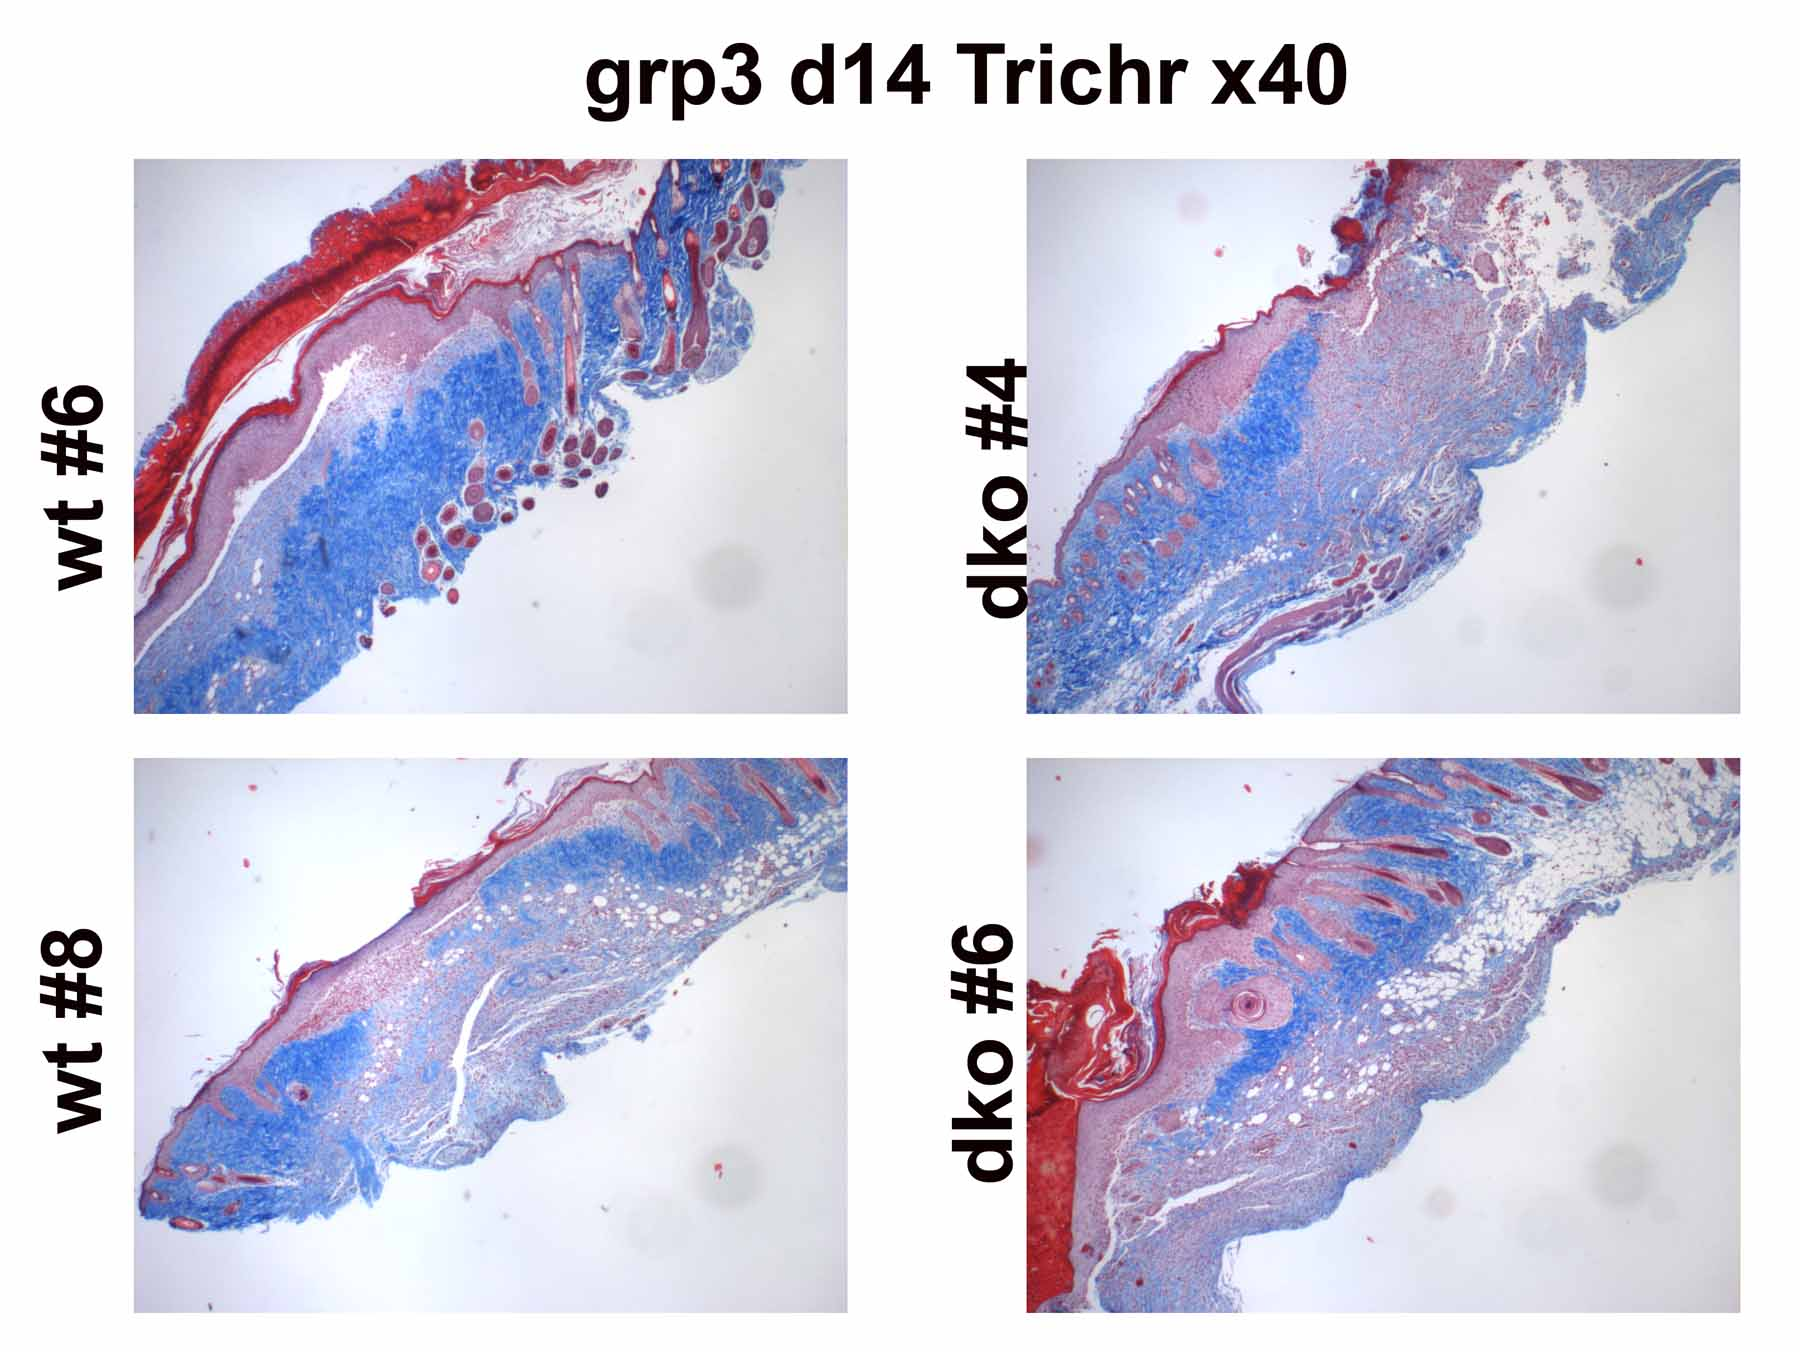 grp3 d14 Trichr x40
wt #6
dko #4
wt #8
dko #6